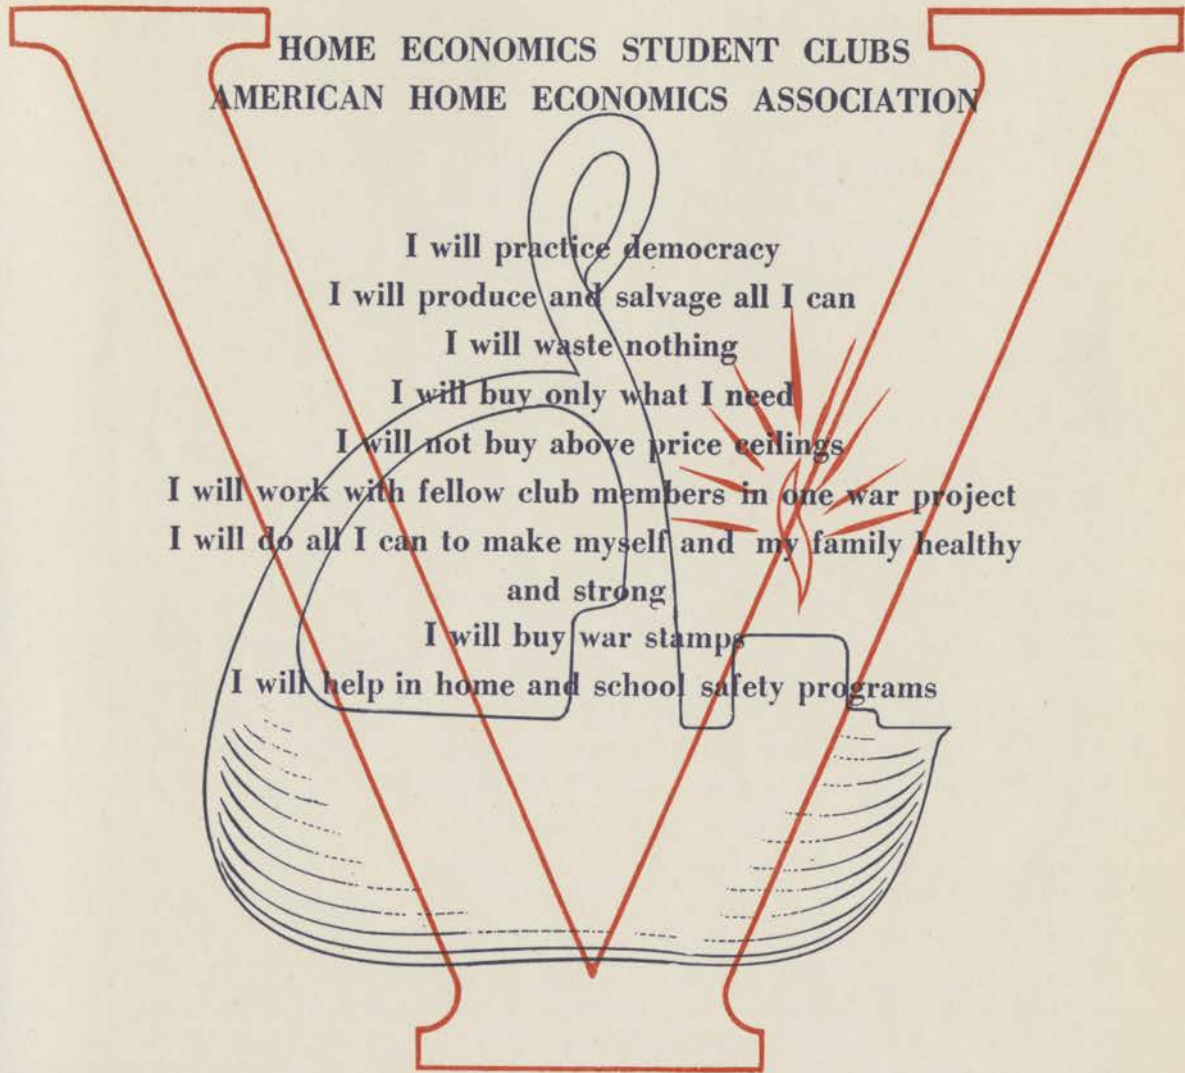 HOME ECONOMICS STUDENT CLUBS
AMERICAN HOME ECONOMICS ASSOCIATION
I will practice democracy
I will produce and salvage all I can
I will waste nothing
I will buy only what I need
I will not buy above price ceilings
I will work with fellow club members in one war project
I will do all I can to make myself and my family healthy
and strong
I will buy war stamps
I will help in home and school safety programs